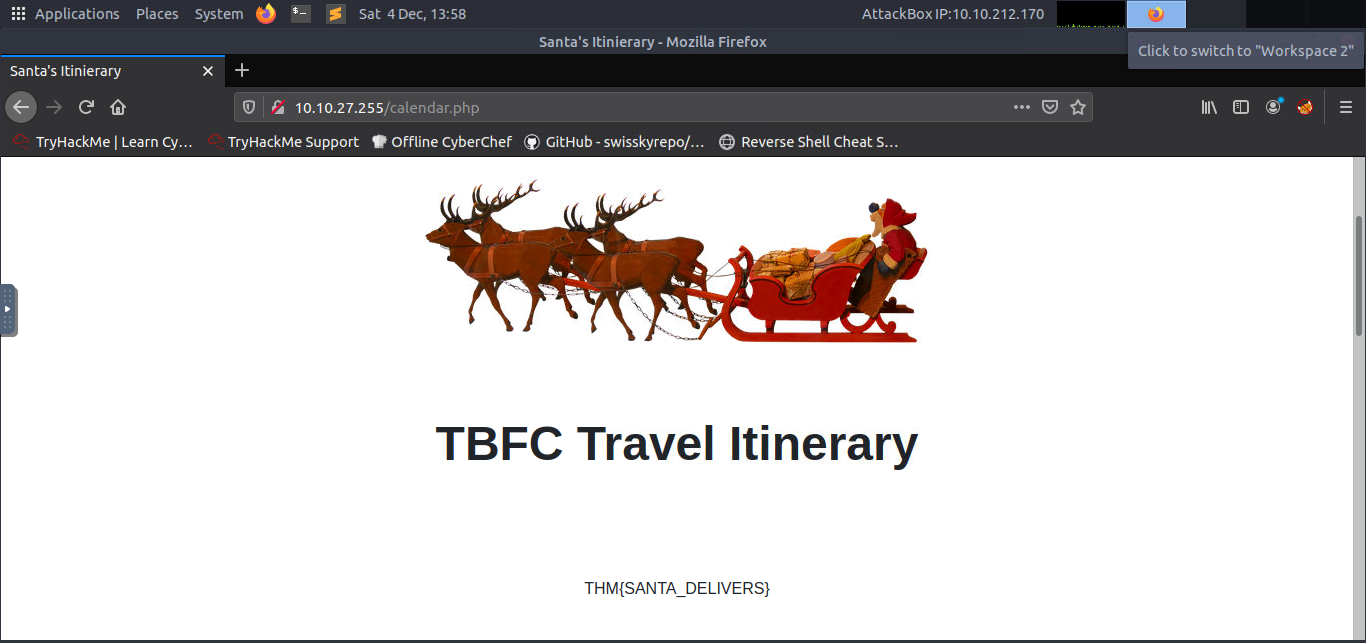 Applications Places System Sat 4 Dec, 13:58 AttackBox IP:10.10.212.170
Santa's Itinierary - Mozilla Firefox
Click to switch to "Workspace 2"
Santa's Itinierary
10.10.27.255/calendar.php
TryHackMe | Learn Cy… TryHackMe Support Offline CyberChef GitHub - swisskyrepo/… Reverse Shell Cheat S…
TBFC Travel Itinerary
THM{SANTA_DELIVERS}